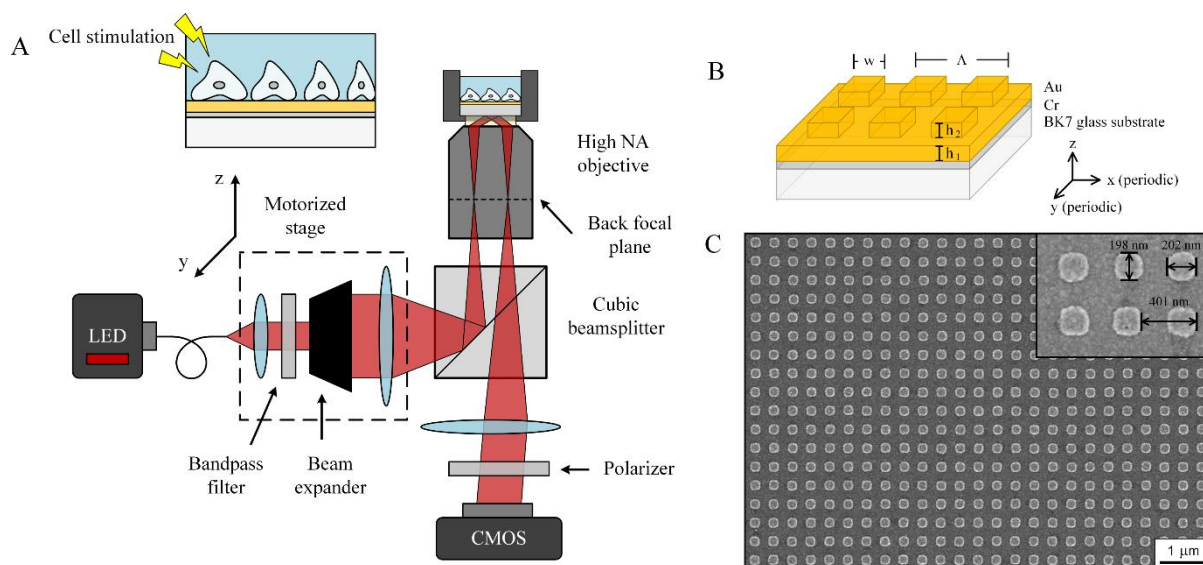 A
Cell stimulation
z
y
Motorized
stage
High NA
objective
Back focal
plane
LED
Cubic
beamsplitter
Bandpass
filter
Beam
expander
Polarizer
CMOS
B
w
Λ
Au
Cr
BK7 glass substrate
h₂
h₁
z
x (periodic)
y (periodic)
C
198 nm
202 nm
401 nm
1 μm